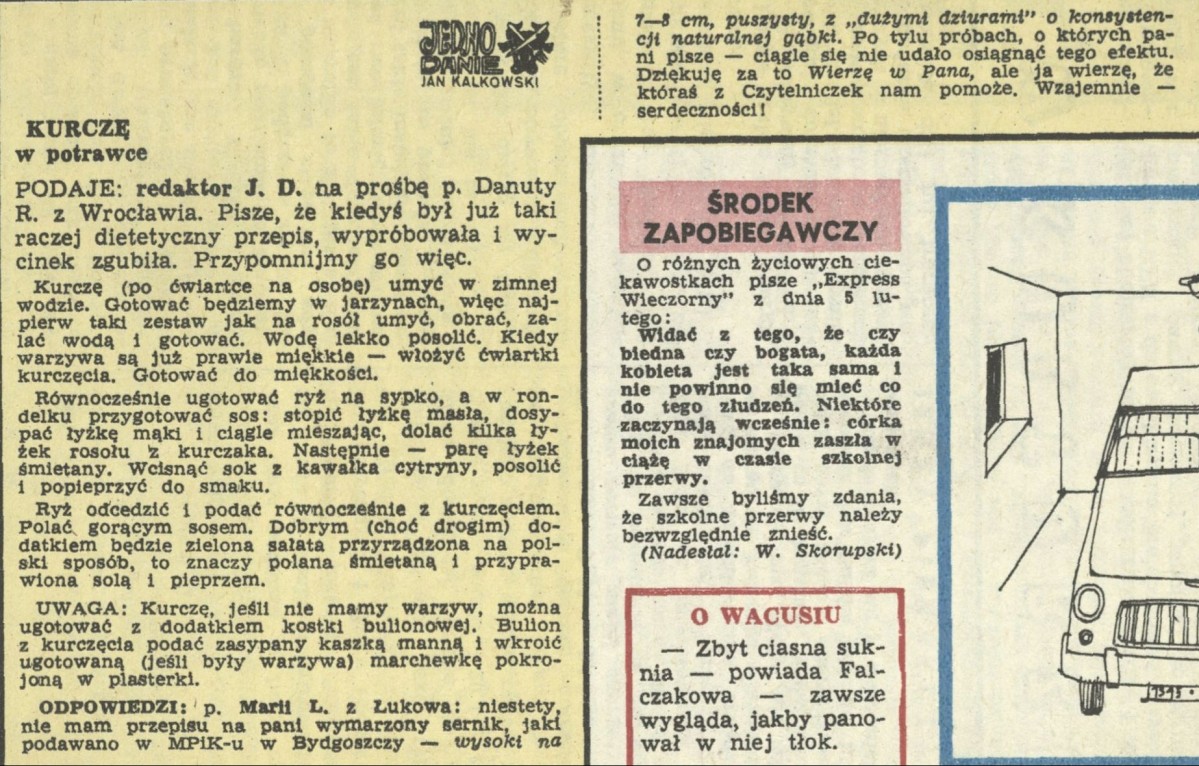 JEDNO
DANIE
JAN KALKOWSKI
KURCZĘ
w potrawce
PODAJE: redaktor J. D. na prośbę p. Danuty
R. z Wrocławia. Pisze, że kiedyś był już taki
raczej dietetyczny przepis, wypróbowała i wy-
cinek zgubiła. Przypomnijmy go więc.
Kurczę (po ćwiartce na osobę) umyć w zimnej
wodzie. Gotować będziemy w jarzynach, więc naj-
pierw taki zestaw jak na rosół umyć, obrać, za-
lać wodą i gotować. Wodę lekko posolić. Kiedy
warzywa są już prawie miękkie — włożyć ćwiartki
kurczęcia. Gotować do miękkości.
Równocześnie ugotować ryż na sypko, a w ron-
delku przygotować sos: stopić łyżkę masła, dosy-
pać łyżkę mąki i ciągle mieszając, dolać kilka ły-
żek rosołu z kurczaka. Następnie — parę łyżek
śmietany. Wcisnąć sok z kawałka cytryny, posolić
i popieprzyć do smaku.
Ryż odcedzić i podać równocześnie z kurczęciem.
Polać gorącym sosem. Dobrym (choć drogim) do-
datkiem będzie zielona sałata przyrządzona na pol-
ski sposób, to znaczy polana śmietaną i przypra-
wiona solą i pieprzem.
UWAGA: Kurczę, jeśli nie mamy warzyw, można
ugotować z dodatkiem kostki bulionowej. Bulion
z kurczęcia podać zasypany kaszką manną i wkroić
ugotowaną (jeśli były warzywa) marchewkę pokro-
joną w plasterki.
ODPOWIEDZI: p. Marii L. z Łukowa: niestety,
nie mam przepisu na pani wymarzony sernik, jaki
podawano w MPiK-u w Bydgoszczy — wysoki na
7—8 cm, puszysty, z „dużymi dziurami” o konsysten-
cji naturalnej gąbki. Po tylu próbach, o których pa-
ni pisze — ciągle się nie udało osiągnąć tego efektu.
Dziękuję za to Wierzę w Pana, ale ja wierzę, że
któraś z Czytelniczek nam pomoże. Wzajemnie —
serdeczności!
ŚRODEK
ZAPOBIEGAWCZY
O różnych życiowych cie-
kawostkach pisze „Express
Wieczorny” z dnia 5 lu-
tego:
Widać z tego, że czy
biedna czy bogata, każda
kobieta jest taka sama i
nie powinno się mieć co
do tego złudzeń. Niektóre
zaczynają wcześnie: córka
moich znajomych zaszła w
ciążę w czasie szkolnej
przerwy.
Zawsze byliśmy zdania,
że szkolne przerwy należy
bezwzględnie znieść.
(Nadesłał: W. Skorupski)
O WACUSIU
— Zbyt ciasna suk-
nia — powiada Fal-
czakowa — zawsze
wygląda, jakby pano-
wał w niej tłok.